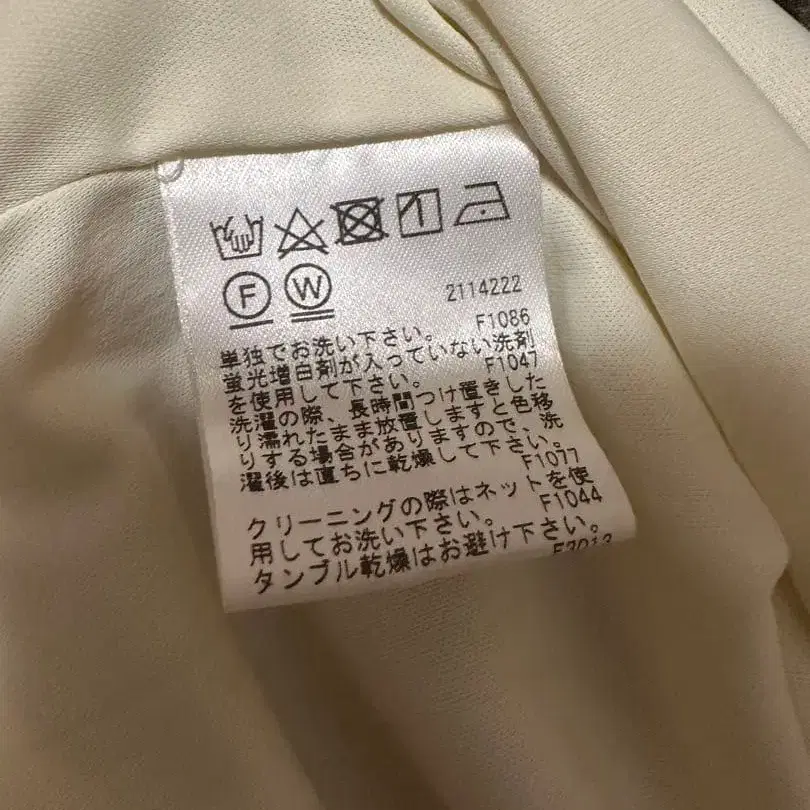 F W
2114222
単独でお洗い下さい。 F1086
蛍光増白剤が入っていない洗剤
を使用して下さい。 F1047
洗濯の際、長時間つけ置きした
り濡れたまま放置しますと色移
りする場合がありますので、洗
濯後は直ちに乾燥して下さい。
F1077
クリーニングの際はネットを使
用してお洗い下さい。 F1044
タンブル乾燥はお避け下さい。